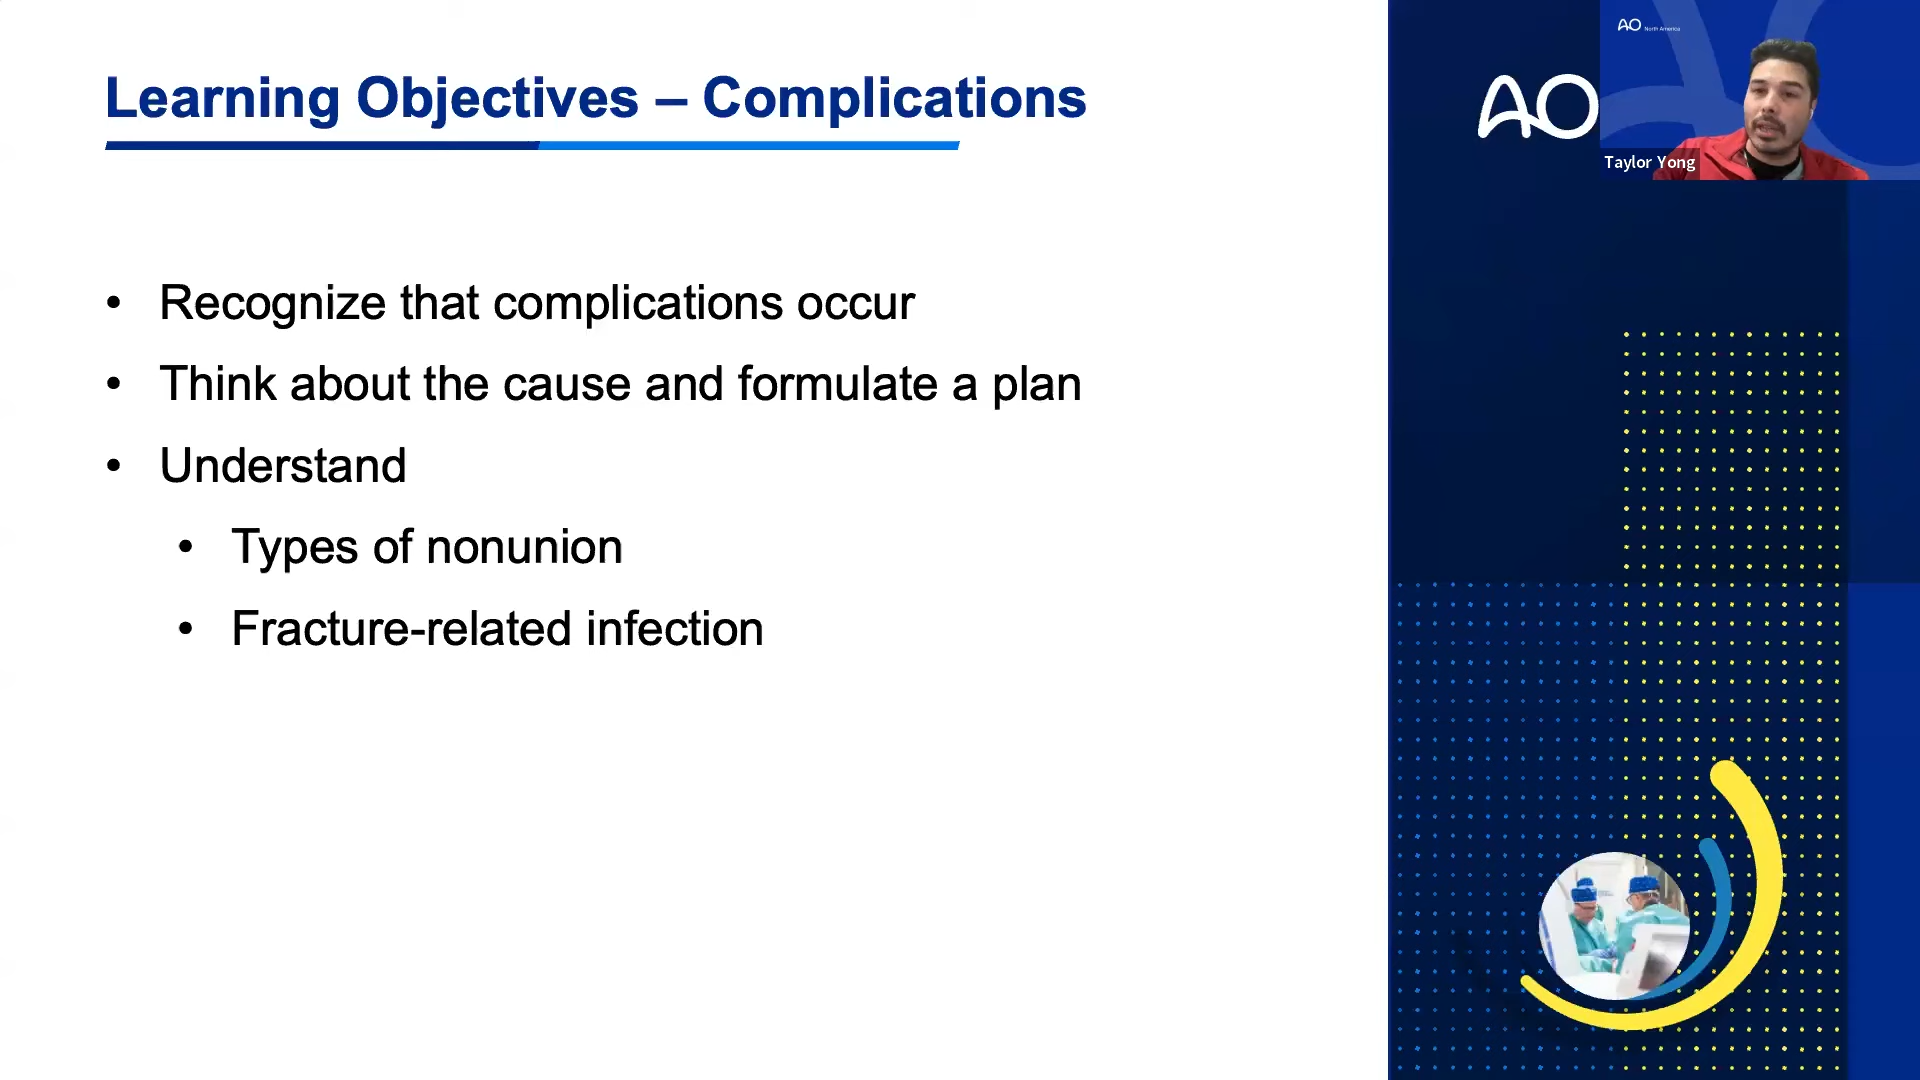 Learning Objectives – Complications
AO
AO North America
Taylor Yong
• Recognize that complications occur
• Think about the cause and formulate a plan
• Understand
• Types of nonunion
• Fracture-related infection